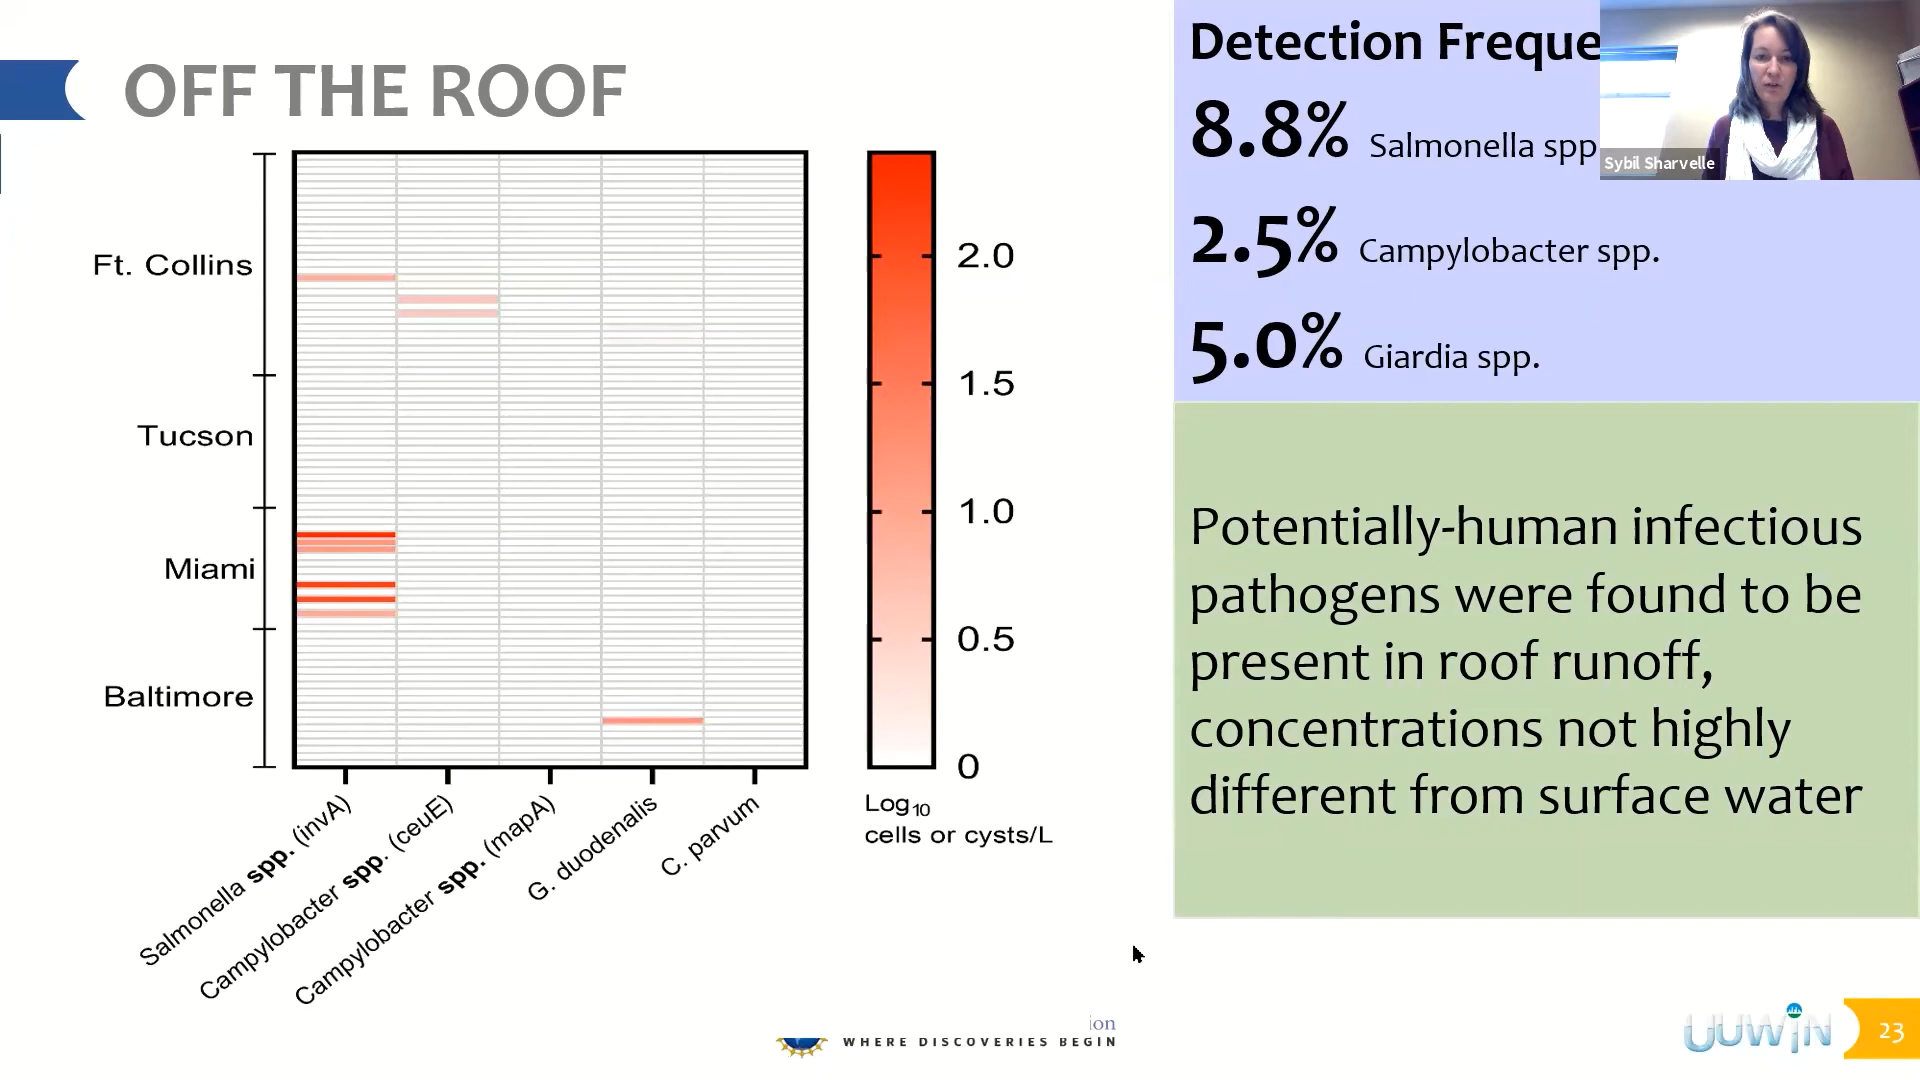 OFF THE ROOF
Ft. Collins
Tucson
Miami
Baltimore
2.0
1.5
1.0
0.5
0
Log10
cells or cysts/L
Salmonella spp. (invA)
Campylobacter spp. (ceuE)
Campylobacter spp. (mapA)
G. duodenalis
C. parvum
Detection Freque
8.8% Salmonella spp
2.5% Campylobacter spp.
5.0% Giardia spp.
Sybil Sharvelle
Potentially-human infectious
pathogens were found to be
present in roof runoff,
concentrations not highly
different from surface water
ion
WHERE DISCOVERIES BEGIN
UUWiN
23